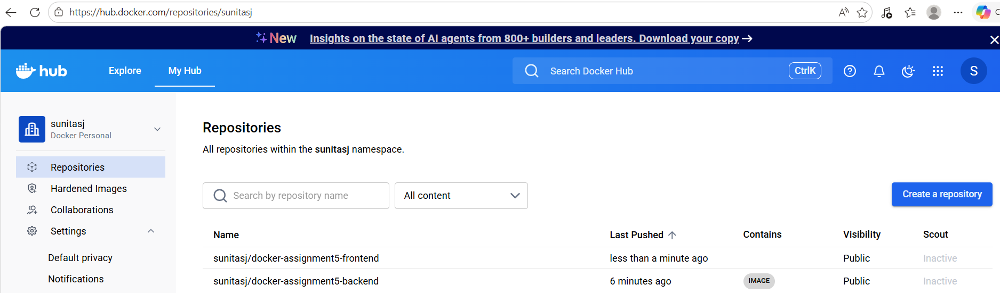 https://hub.docker.com/repositories/sunitasj
New Insights on the state of AI agents from 800+ builders and leaders. Download your copy →
hub Explore My Hub Search Docker Hub CtrlK S
sunitasj
Docker Personal
Repositories
Hardened Images
Collaborations
Settings
Default privacy
Notifications
Repositories
All repositories within the sunitasj namespace.
Search by repository name All content Create a repository
Name Last Pushed Contains Visibility Scout
sunitasj/docker-assignment5-frontend less than a minute ago Public Inactive
sunitasj/docker-assignment5-backend 6 minutes ago IMAGE Public Inactive